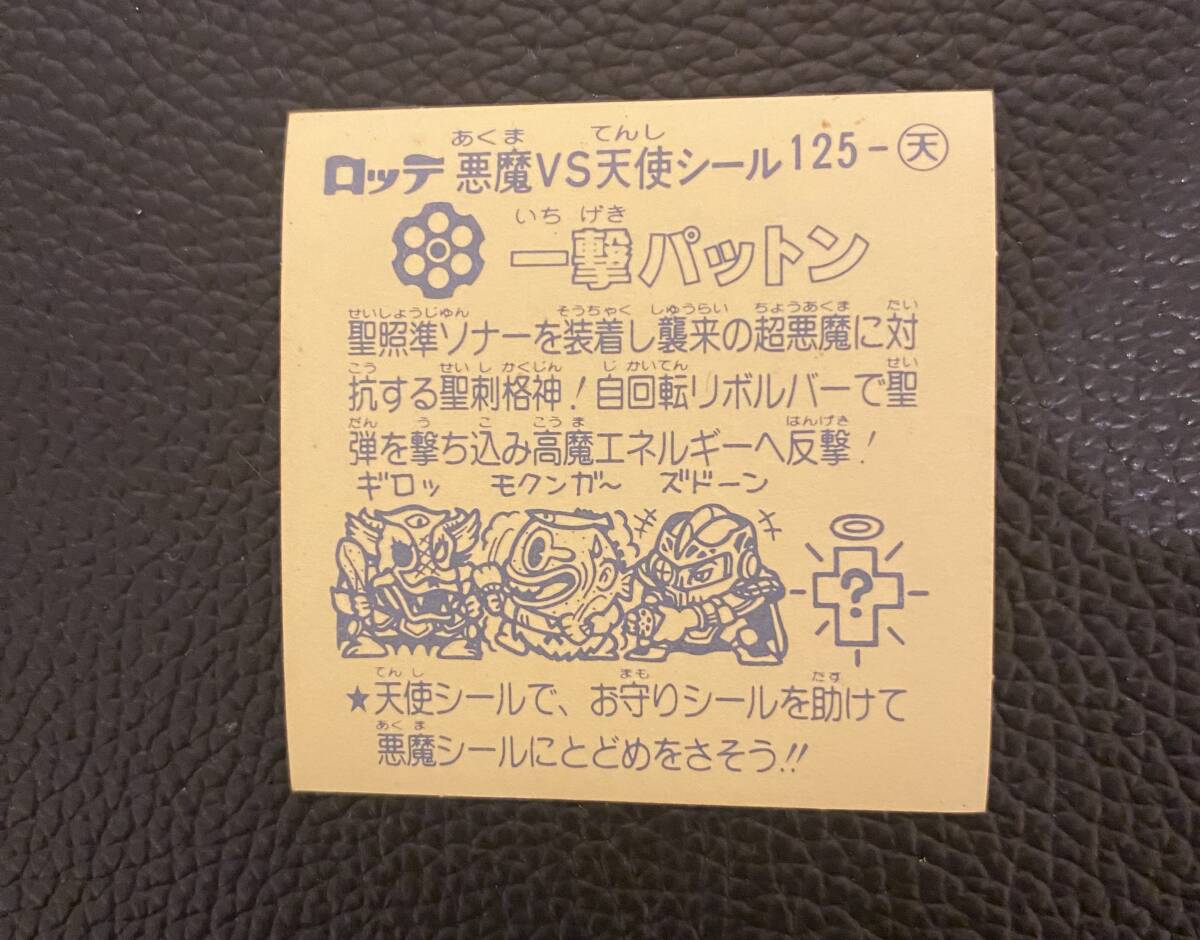 あくま てんし
ロッテ 悪魔VS天使シール 125-天
いち げき
一撃パットン
せいしょうじゅん そうちゃく しゅうらい ちょうあくま たい
聖照準ソナーを装着し襲来の超悪魔に対
こう せい し かくじん じ かいてん せい
抗する聖刺格神!自回転リボルバーで聖
だん う こ こう ま はんげき
弾を撃ち込み高魔エネルギーへ反撃!
ギロッ モクンガ〜 ズドーン
?
てん し まも たす
★天使シールで、お守りシールを助けて
あく ま
悪魔シールにとどめをさそう!!